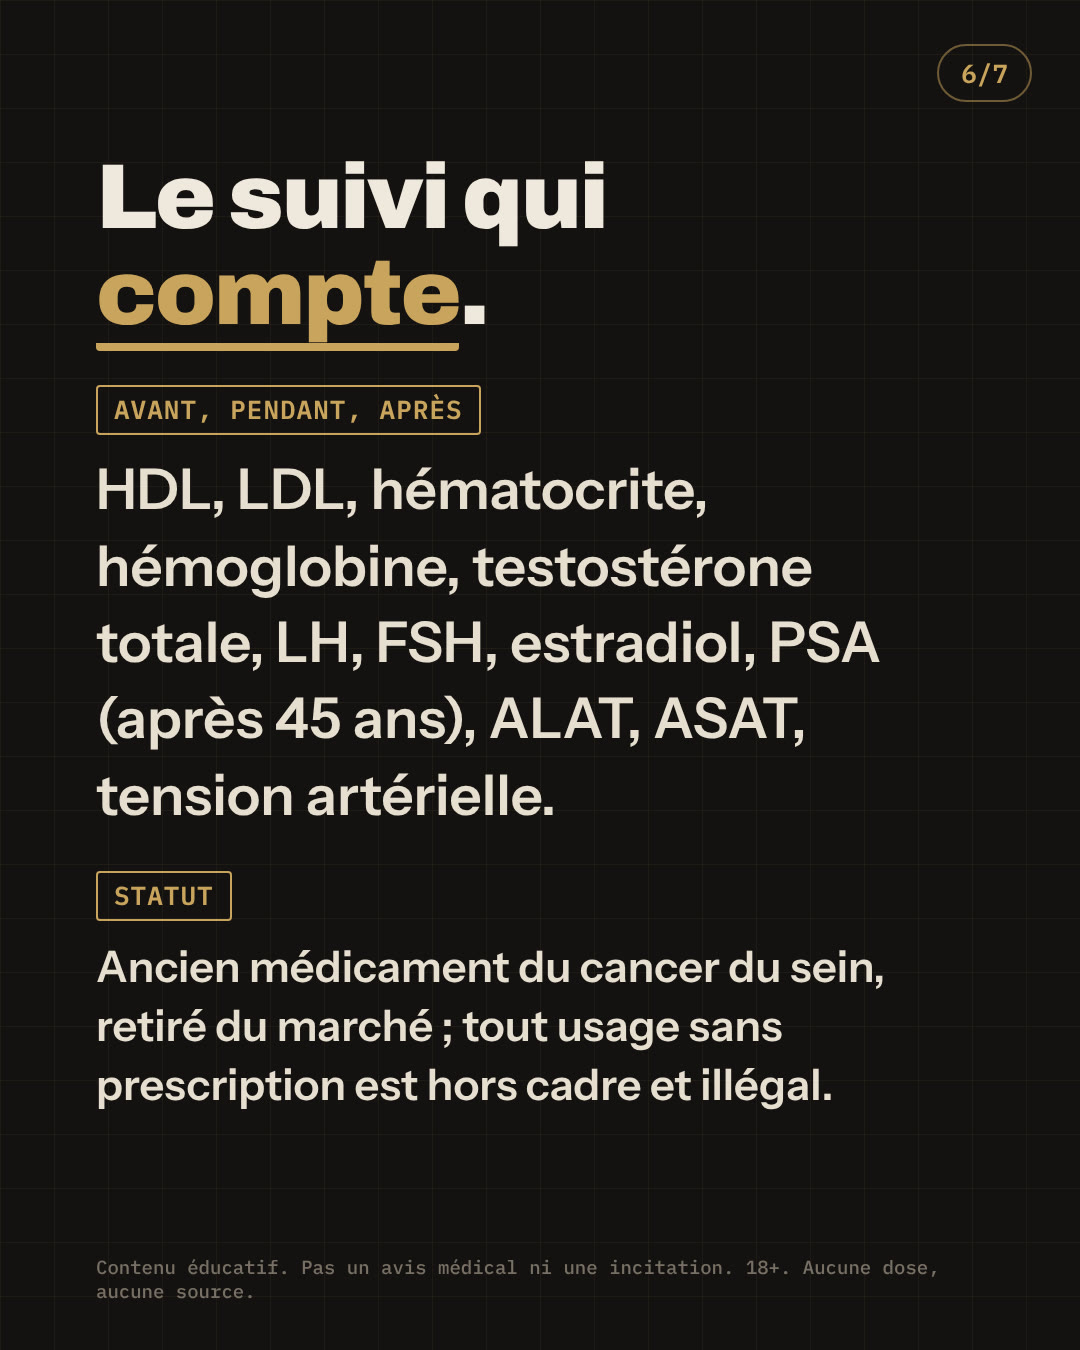 6/7
Le suivi qui
compte.
AVANT, PENDANT, APRÈS
HDL, LDL, hématocrite,
hémoglobine, testostérone
totale, LH, FSH, estradiol, PSA
(après 45 ans), ALAT, ASAT,
tension artérielle.
STATUT
Ancien médicament du cancer du sein,
retiré du marché ; tout usage sans
prescription est hors cadre et illégal.
Contenu éducatif. Pas un avis médical ni une incitation. 18+. Aucune dose,
aucune source.